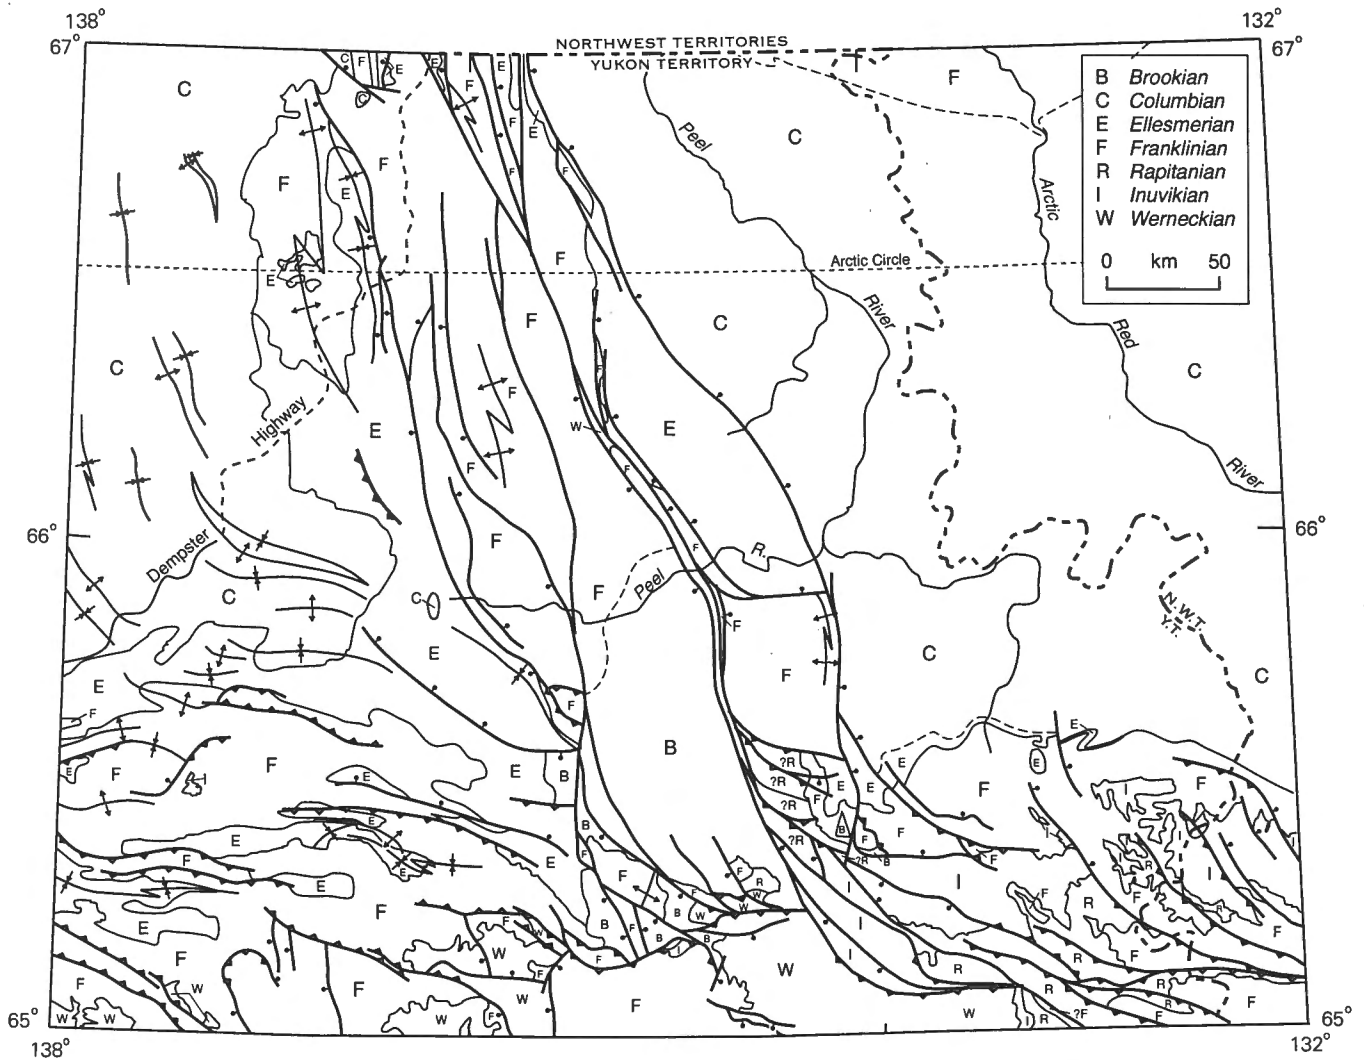 138°
132°
67°
67°
NORTHWEST TERRITORIES
YUKON TERRITORY
B Brookian
C Columbian
E Ellesmerian
F Franklinian
R Rapitanian
I Inuvikian
W Werneckian
0 km 50
C
F
E
C
F
E
F
E
F
F
C
F
E
F
F
E
Peel
River
C
F
Arctic
Red
River
Arctic Circle
E
F
F
C
C
C
F
F
W
E
F
E
F
Highway
Dempster
66°
66°
F
F
F
Peel
R.
C
C
E
F
F
C
N.W.T.
Y.T.
C
E
F
F
B
E
E
F
F
E
E
B
?R
?R
?R
?R
E
E
F
B
F
B
E
F
E
F
I
F
I
I
E
E
F
E
F
E
B
F
F
R
W
F
I
I
F
R
R
F
I
R
F
E
F
F
F
W
W
B
F
B
B
W
F
W
I
I
R
R
F
R
F
W
W
W
F
W
F
W
F
F
W
I
R
?F
F
F
65°
65°
138°
132°